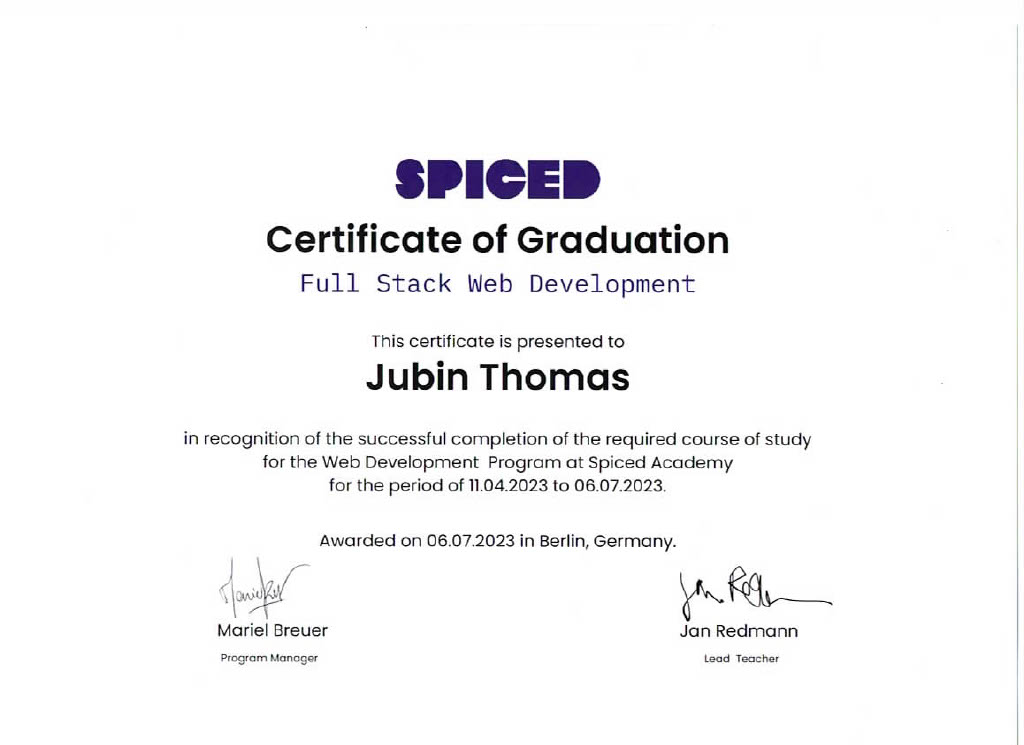 SPICED
Certificate of Graduation
Full Stack Web Development
This certificate is presented to
Jubin Thomas
in recognition of the successful completion of the required course of study
for the Web Development Program at Spiced Academy
for the period of 11.04.2023 to 06.07.2023.
Awarded on 06.07.2023 in Berlin, Germany.
Mariel Breuer
Jan Redmann
Program Manager
Lead Teacher